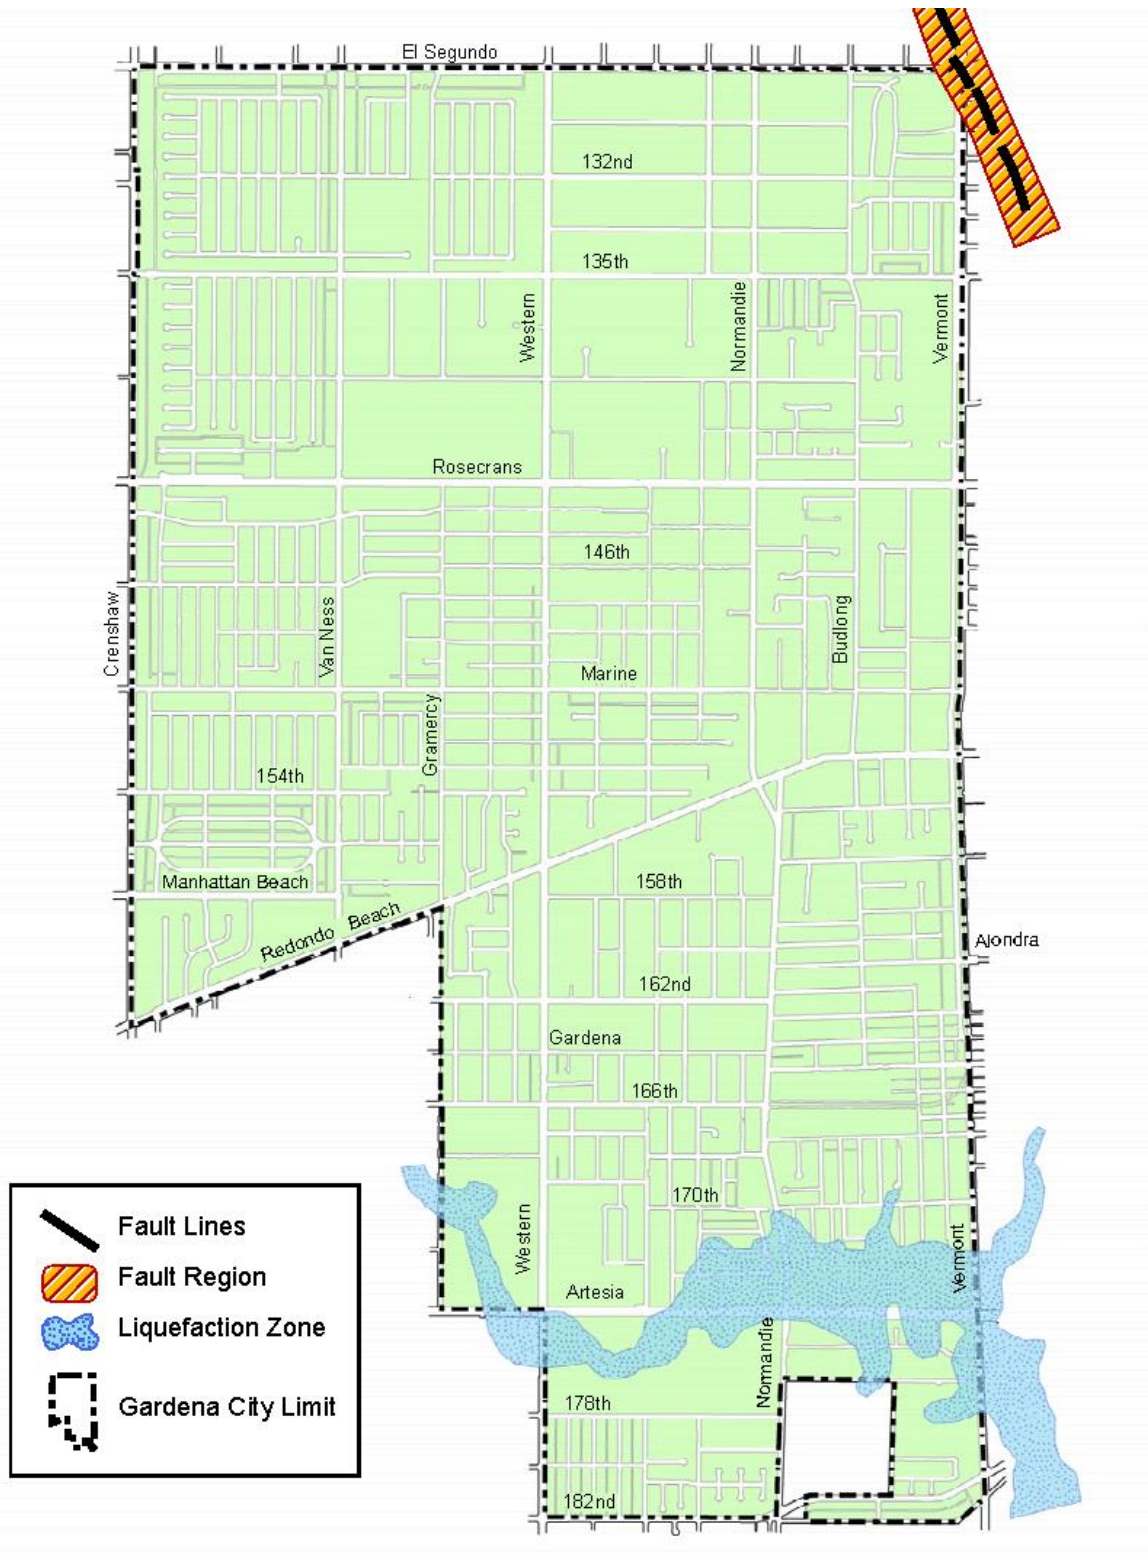 El Segundo
132nd
135th
Western
Normandie
Vermont
Rosecrans
146th
Crenshaw
Van Ness
Budlong
Marine
Gramercy
154th
Manhattan Beach
158th
Redondo Beach
Alondra
162nd
Gardena
166th
170th
Western
Vermont
Artesia
Normandie
178th
182nd
Fault Lines
Fault Region
Liquefaction Zone
Gardena City Limit